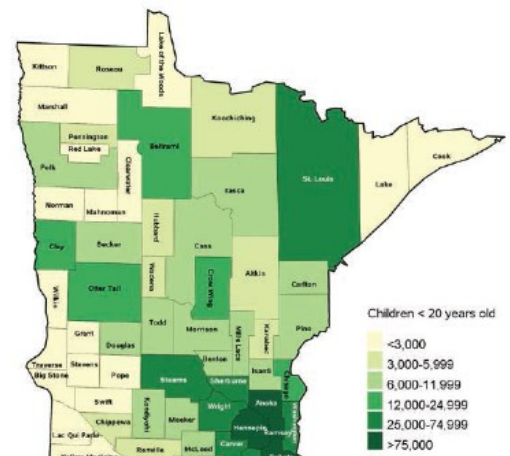 Kittson
Roseau
Lake of the Woods
Marshall
Koochiching
Pennington
Red Lake
Beltrami
Polk
Clearwater
St. Louis
Cook
Lake
Itasca
Norman
Mahnomen
Hubbard
Cass
Clay
Becker
Aitkin
Wadena
Crow Wing
Carlton
Otter Tail
Wilkin
Children < 20 years old
Todd
Morrison
Mille Lacs
Kanabec
Pine
Grant
Douglas
<3,000
3,000-5,999
6,000-11,999
12,000-24,999
25,000-74,999
>75,000
Benton
Traverse
Stevens
Pope
Big Stone
Stearns
Sherburne
Isanti
Chisago
Swift
Kandiyohi
Wright
Anoka
Chippewa
Meeker
Hennepin
Ramsey
Lac Qui Parle
Renville
McLeod
Carver